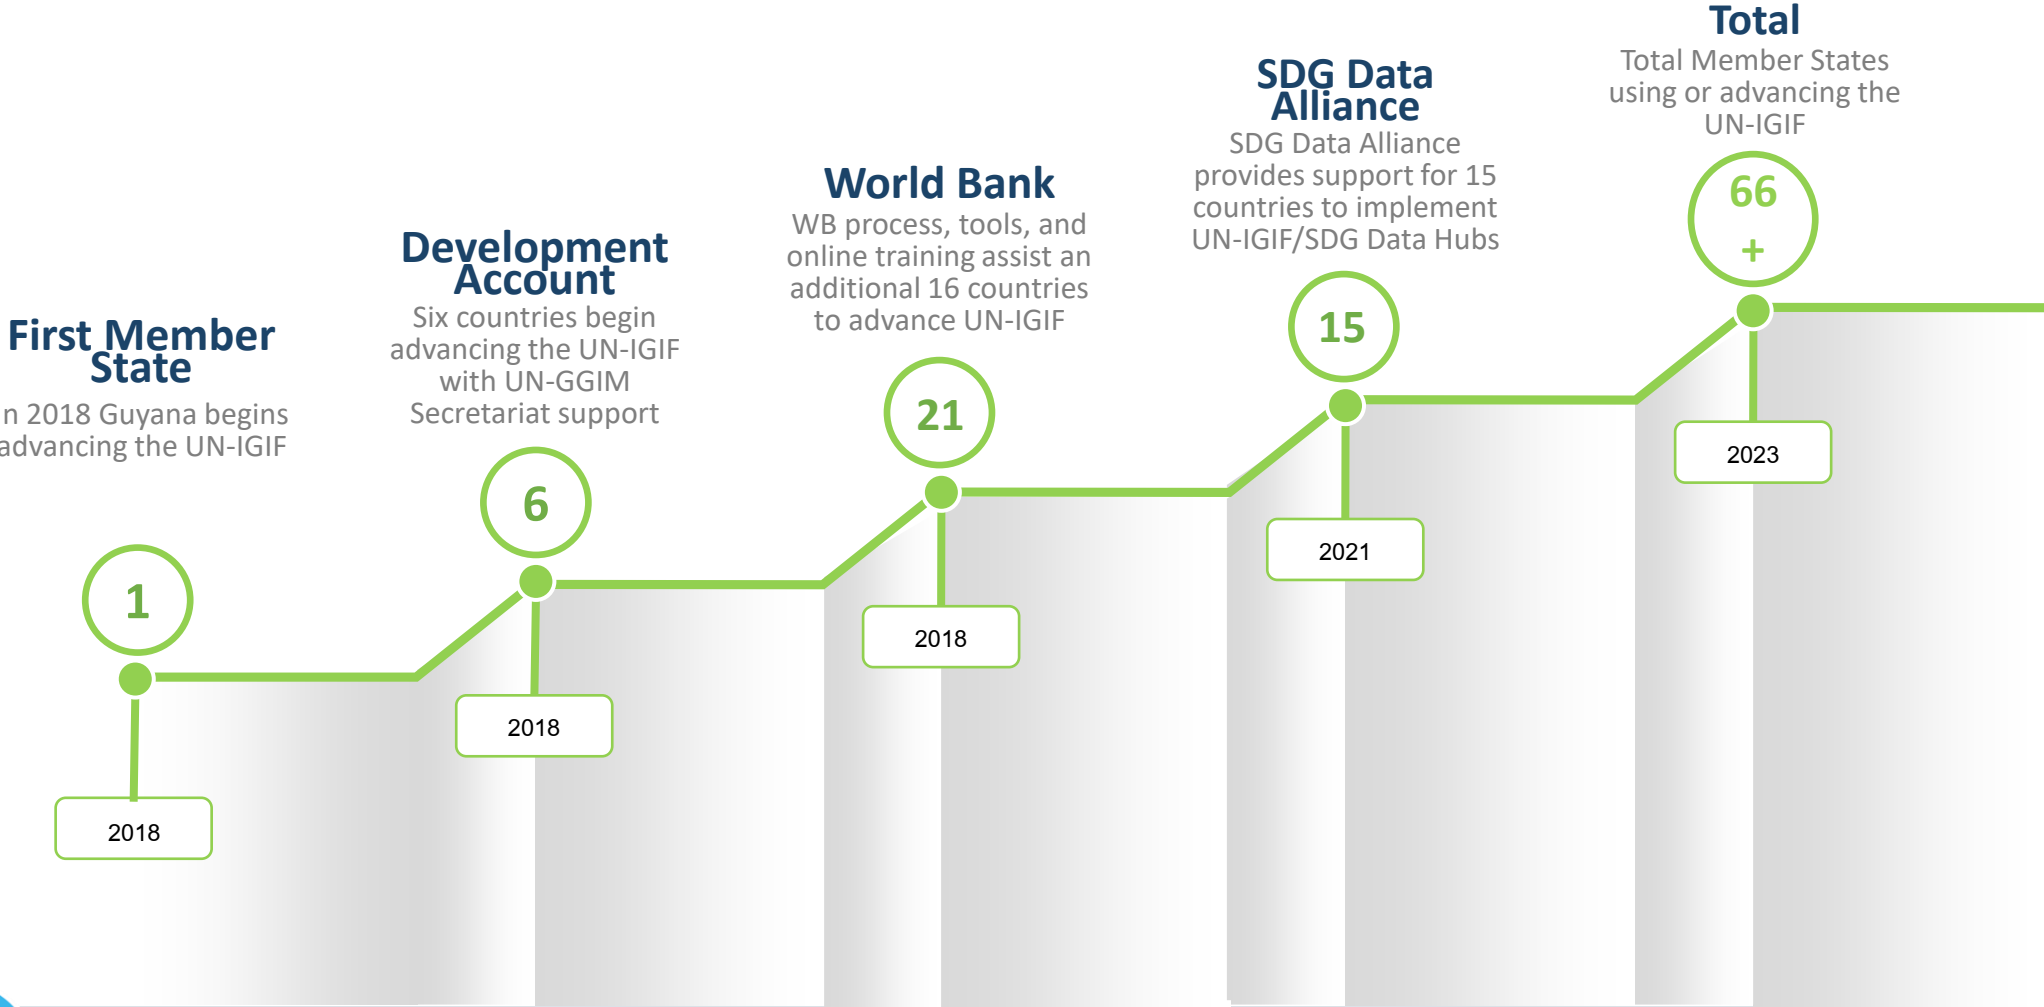 First Member
State
n 2018 Guyana begins
advancing the UN-IGIF
1
2018
Development
Account
Six countries begin
advancing the UN-IGIF
with UN-GGIM
Secretariat support
6
2018
World Bank
WB process, tools, and
online training assist an
additional 16 countries
to advance UN-IGIF
21
2018
SDG Data
Alliance
SDG Data Alliance
provides support for 15
countries to implement
UN-IGIF/SDG Data Hubs
15
2021
Total
Total Member States
using or advancing the
UN-IGIF
66
+
2023